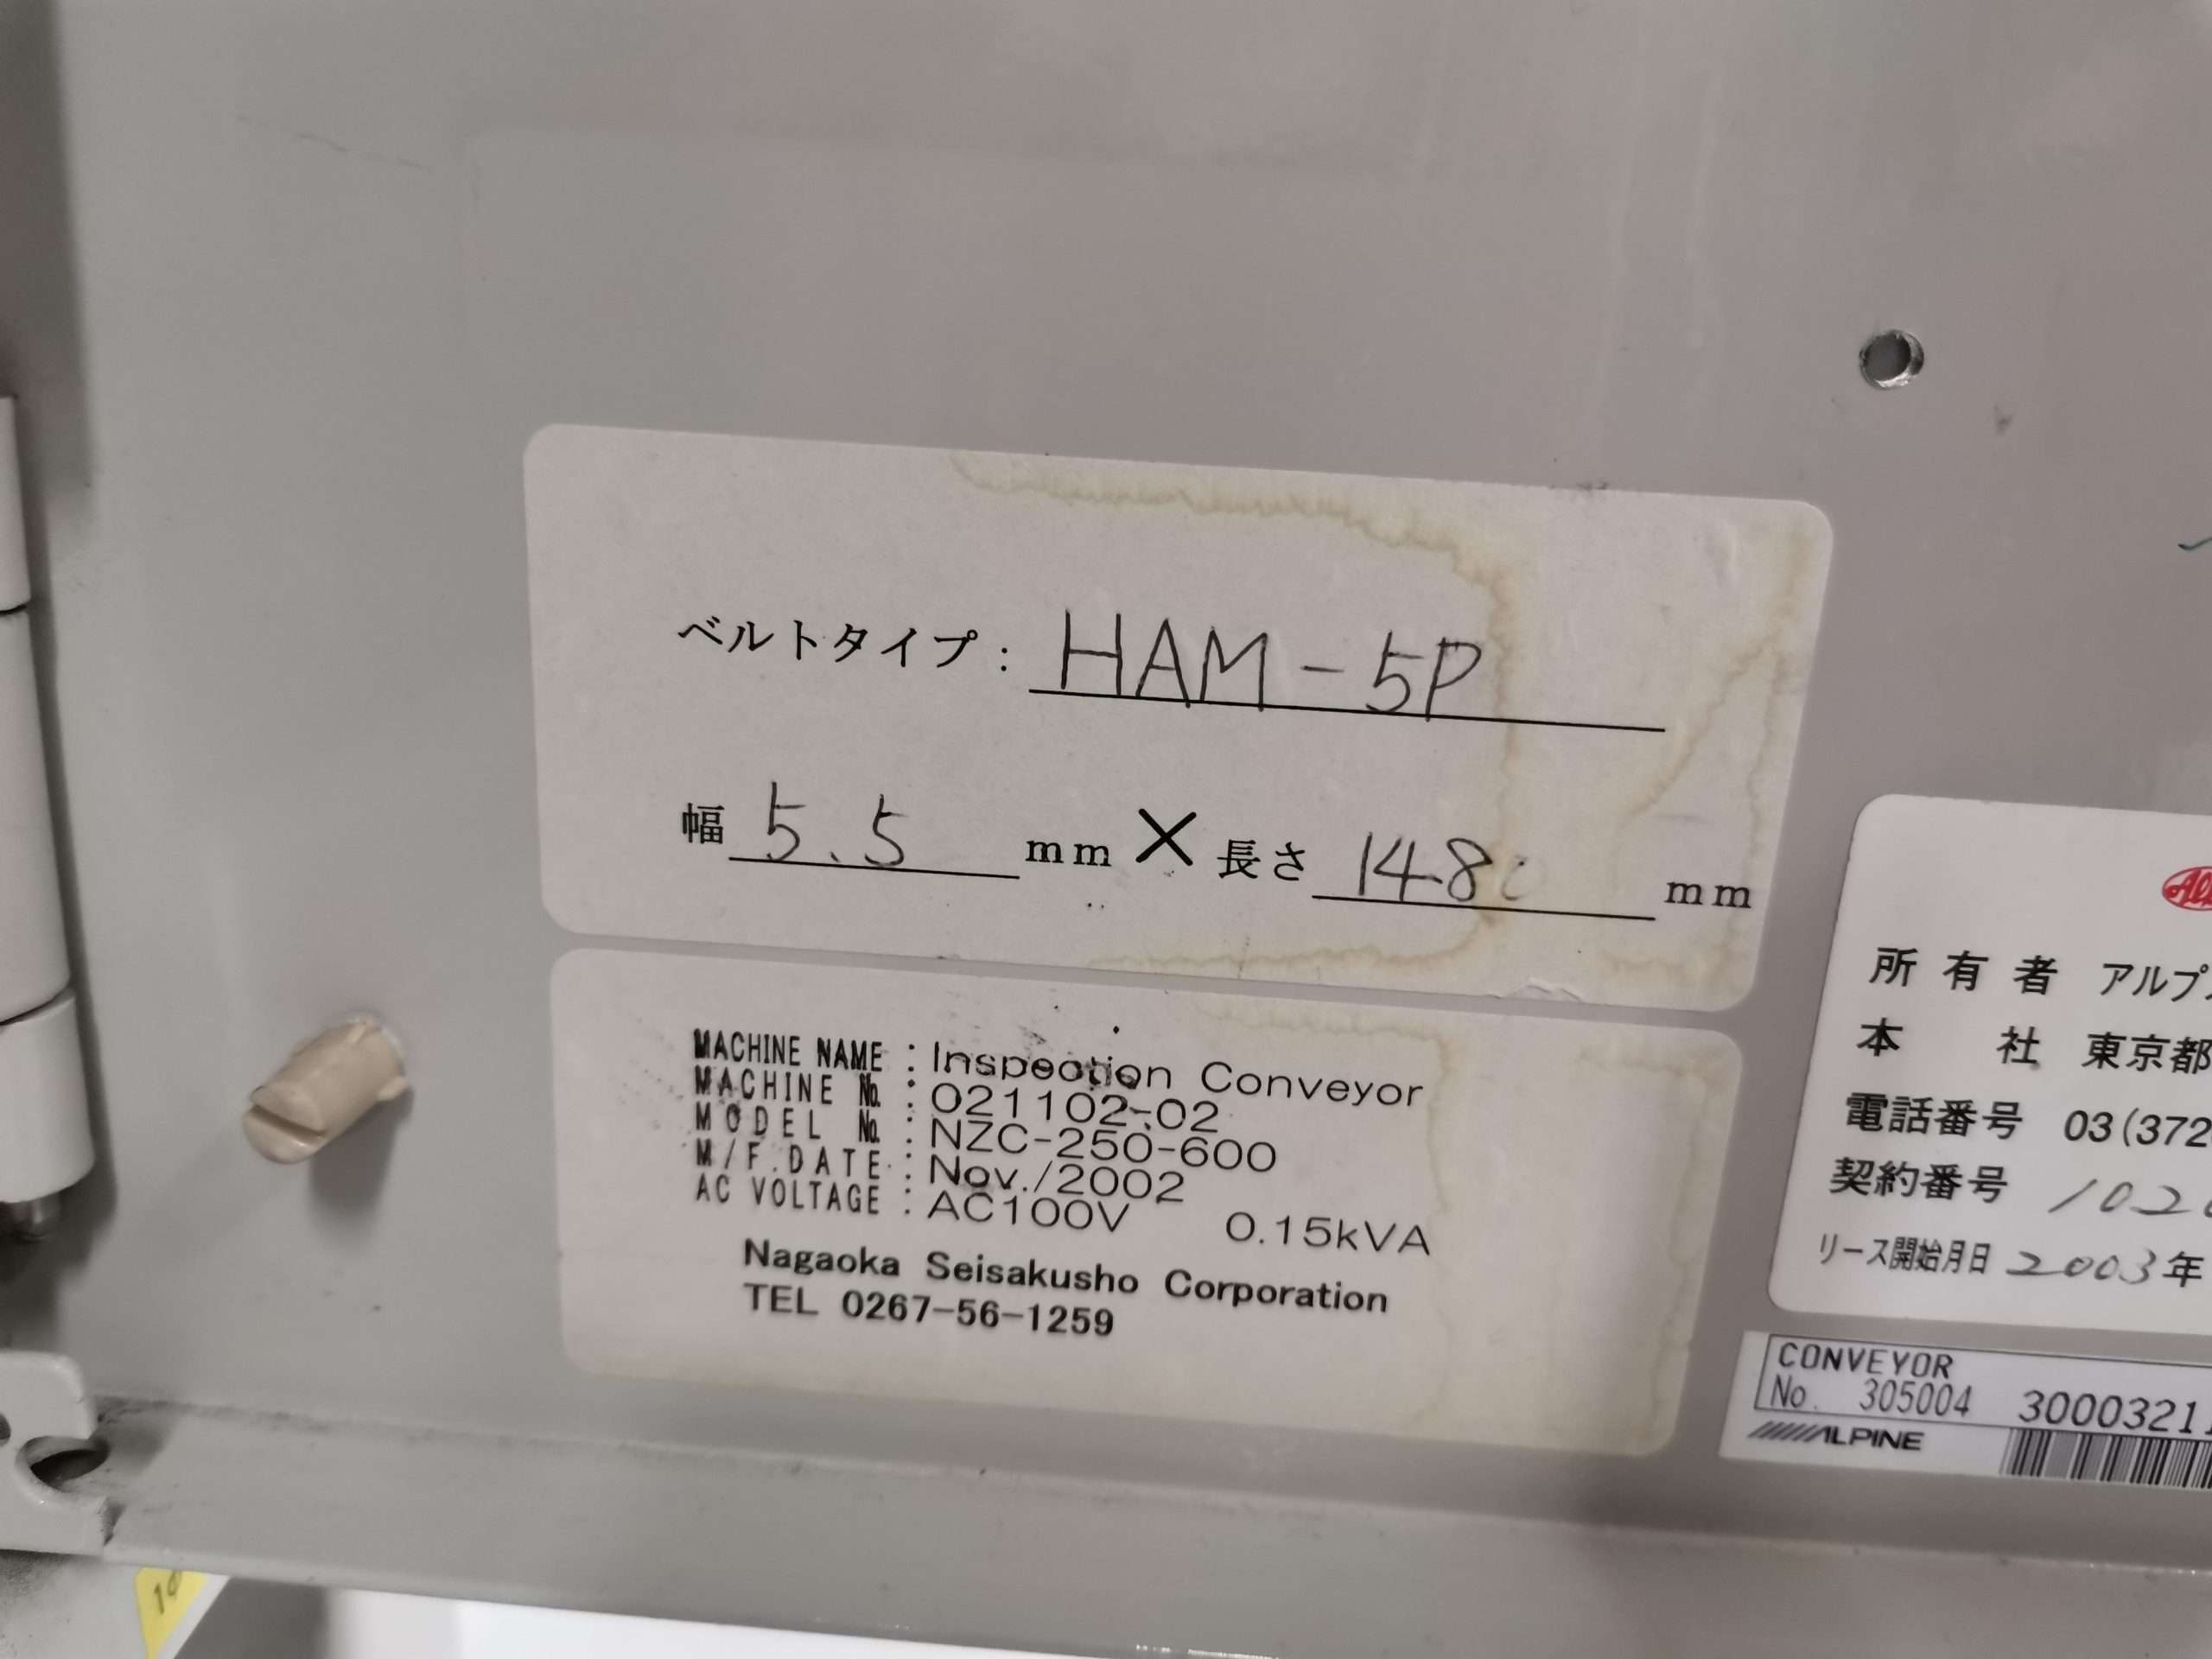 ベルトタイプ: HAM-5P
幅 5.5 mm × 長さ 1480 mm
MACHINE NAME : Inspection Conveyor
MACHINE No. : 021102-02
MODEL No. : NZC-250-600
M/F.DATE : Nov./2002
AC VOLTAGE : AC100V 0.15kVA
Nagaoka Seisakusho Corporation
TEL 0267-56-1259
所有者 アルプ
本社 東京都
電話番号 03(372
契約番号 102
リース開始月日 2003年
CONVEYOR
No. 305004 3000321
ALPINE